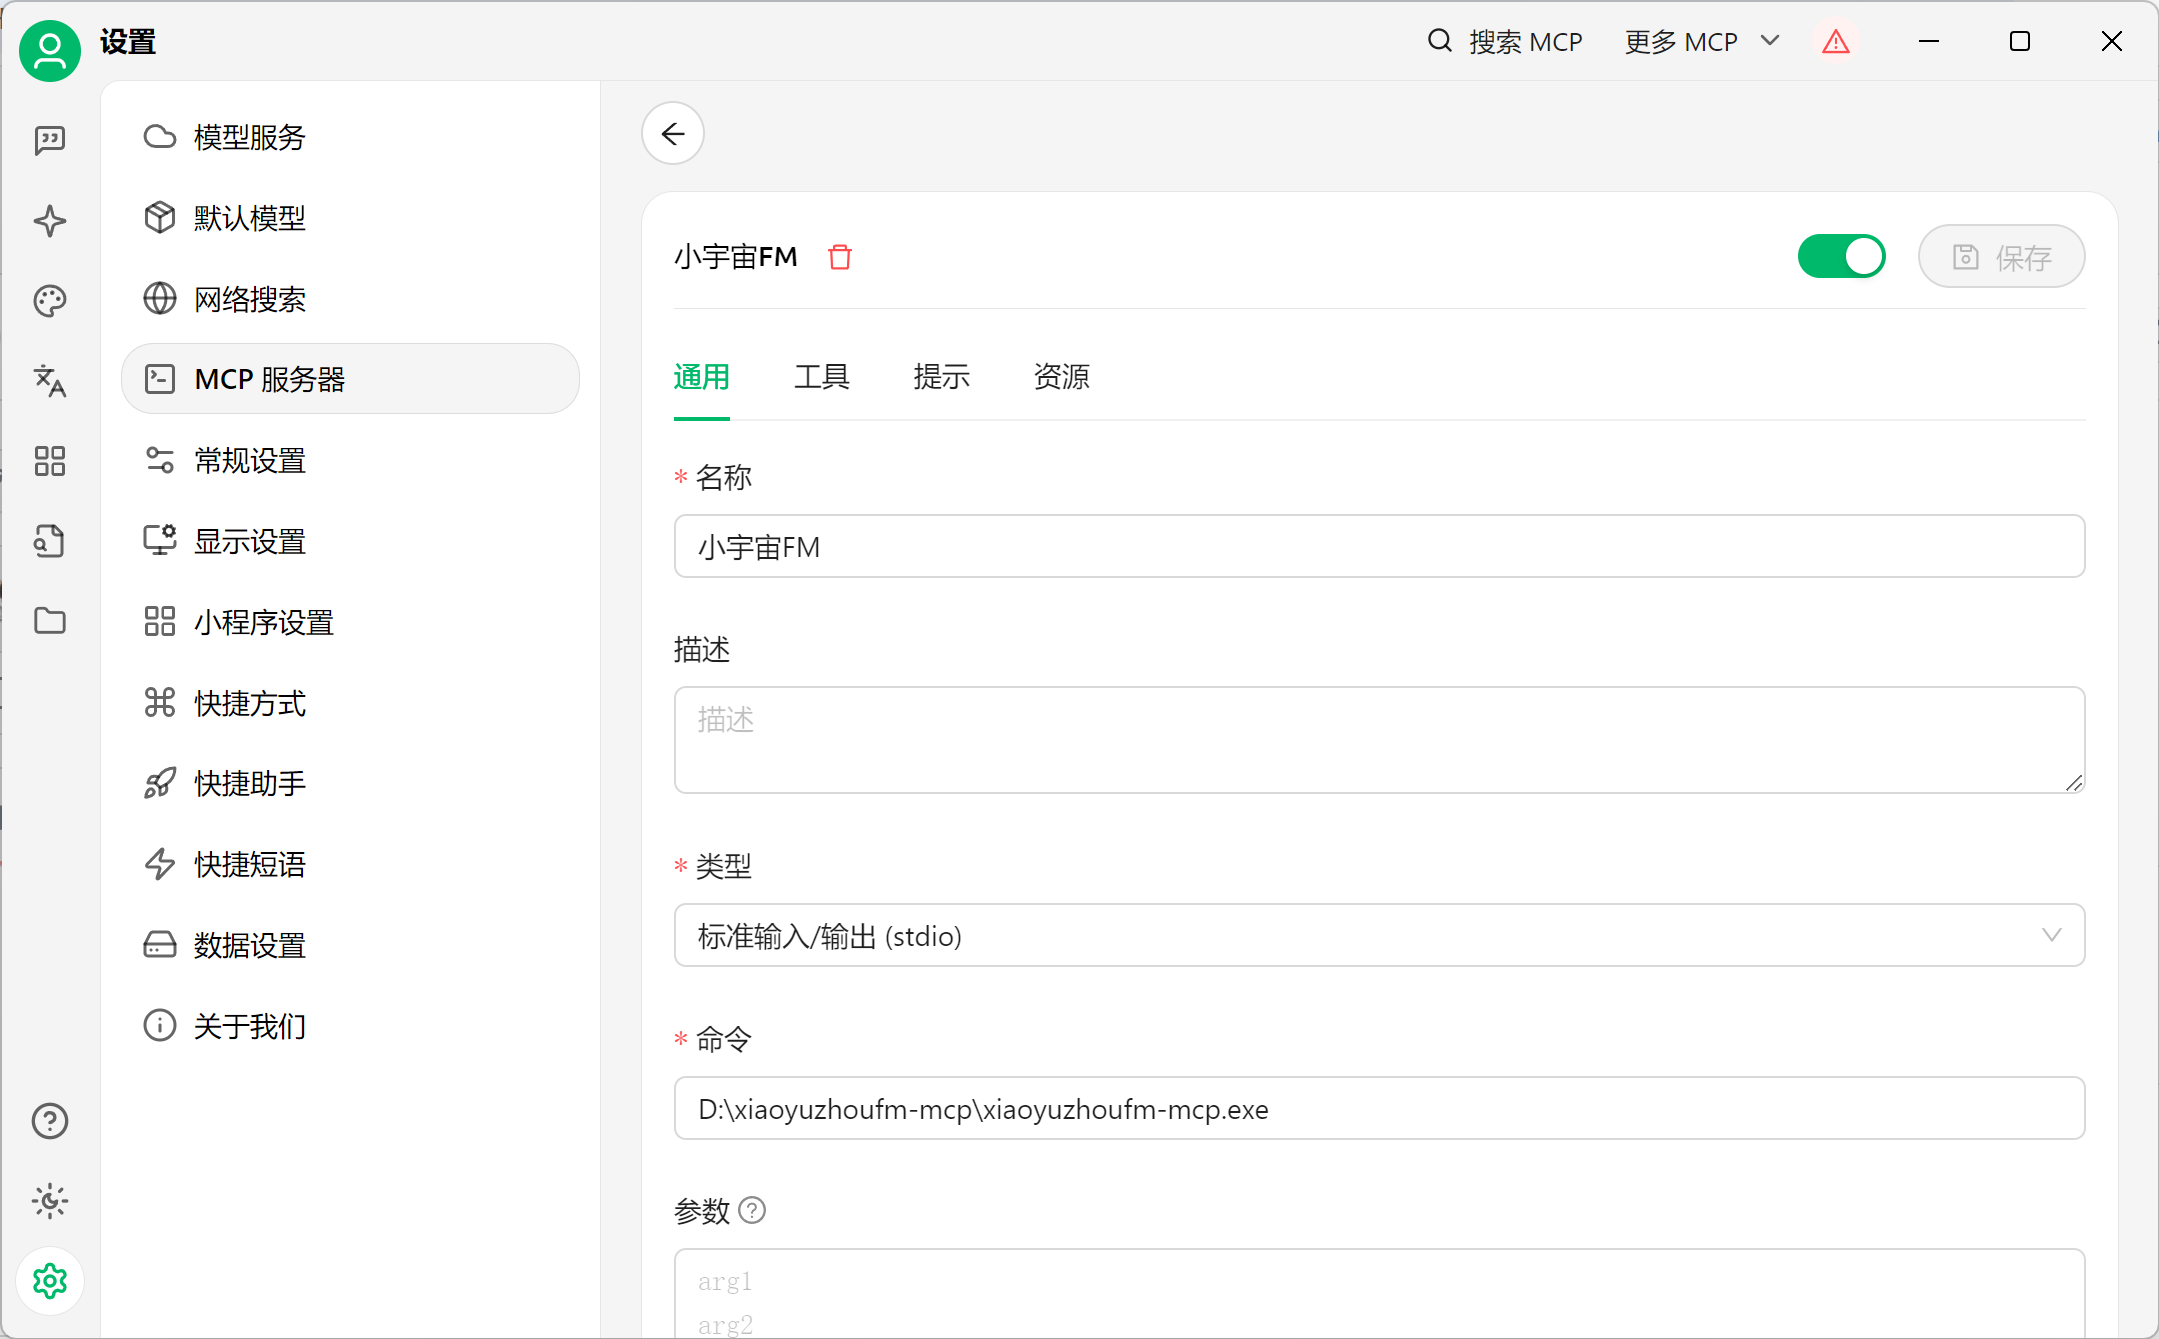 设置
搜索 MCP
更多 MCP
模型服务
默认模型
网络搜索
MCP 服务器
常规设置
显示设置
小程序设置
快捷方式
快捷助手
快捷短语
数据设置
关于我们
小宇宙FM
保存
通用
工具
提示
资源
* 名称
小宇宙FM
描述
描述
* 类型
标准输入/输出 (stdio)
* 命令
D:\xiaoyuzhoufm-mcp\xiaoyuzhoufm-mcp.exe
参数
arg1
arg2